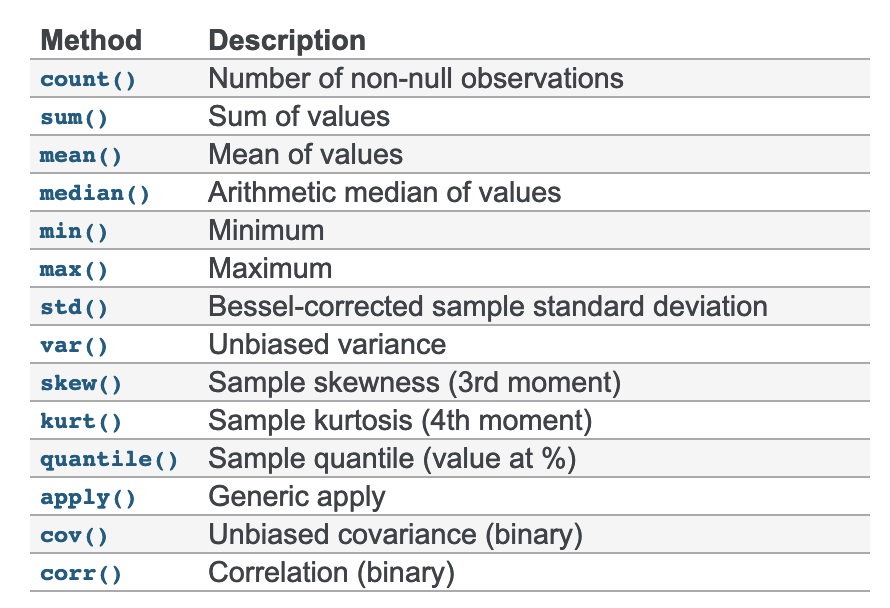 Method Description
count() Number of non-null observations
sum() Sum of values
mean() Mean of values
median() Arithmetic median of values
min() Minimum
max() Maximum
std() Bessel-corrected sample standard deviation
var() Unbiased variance
skew() Sample skewness (3rd moment)
kurt() Sample kurtosis (4th moment)
quantile() Sample quantile (value at %)
apply() Generic apply
cov() Unbiased covariance (binary)
corr() Correlation (binary)